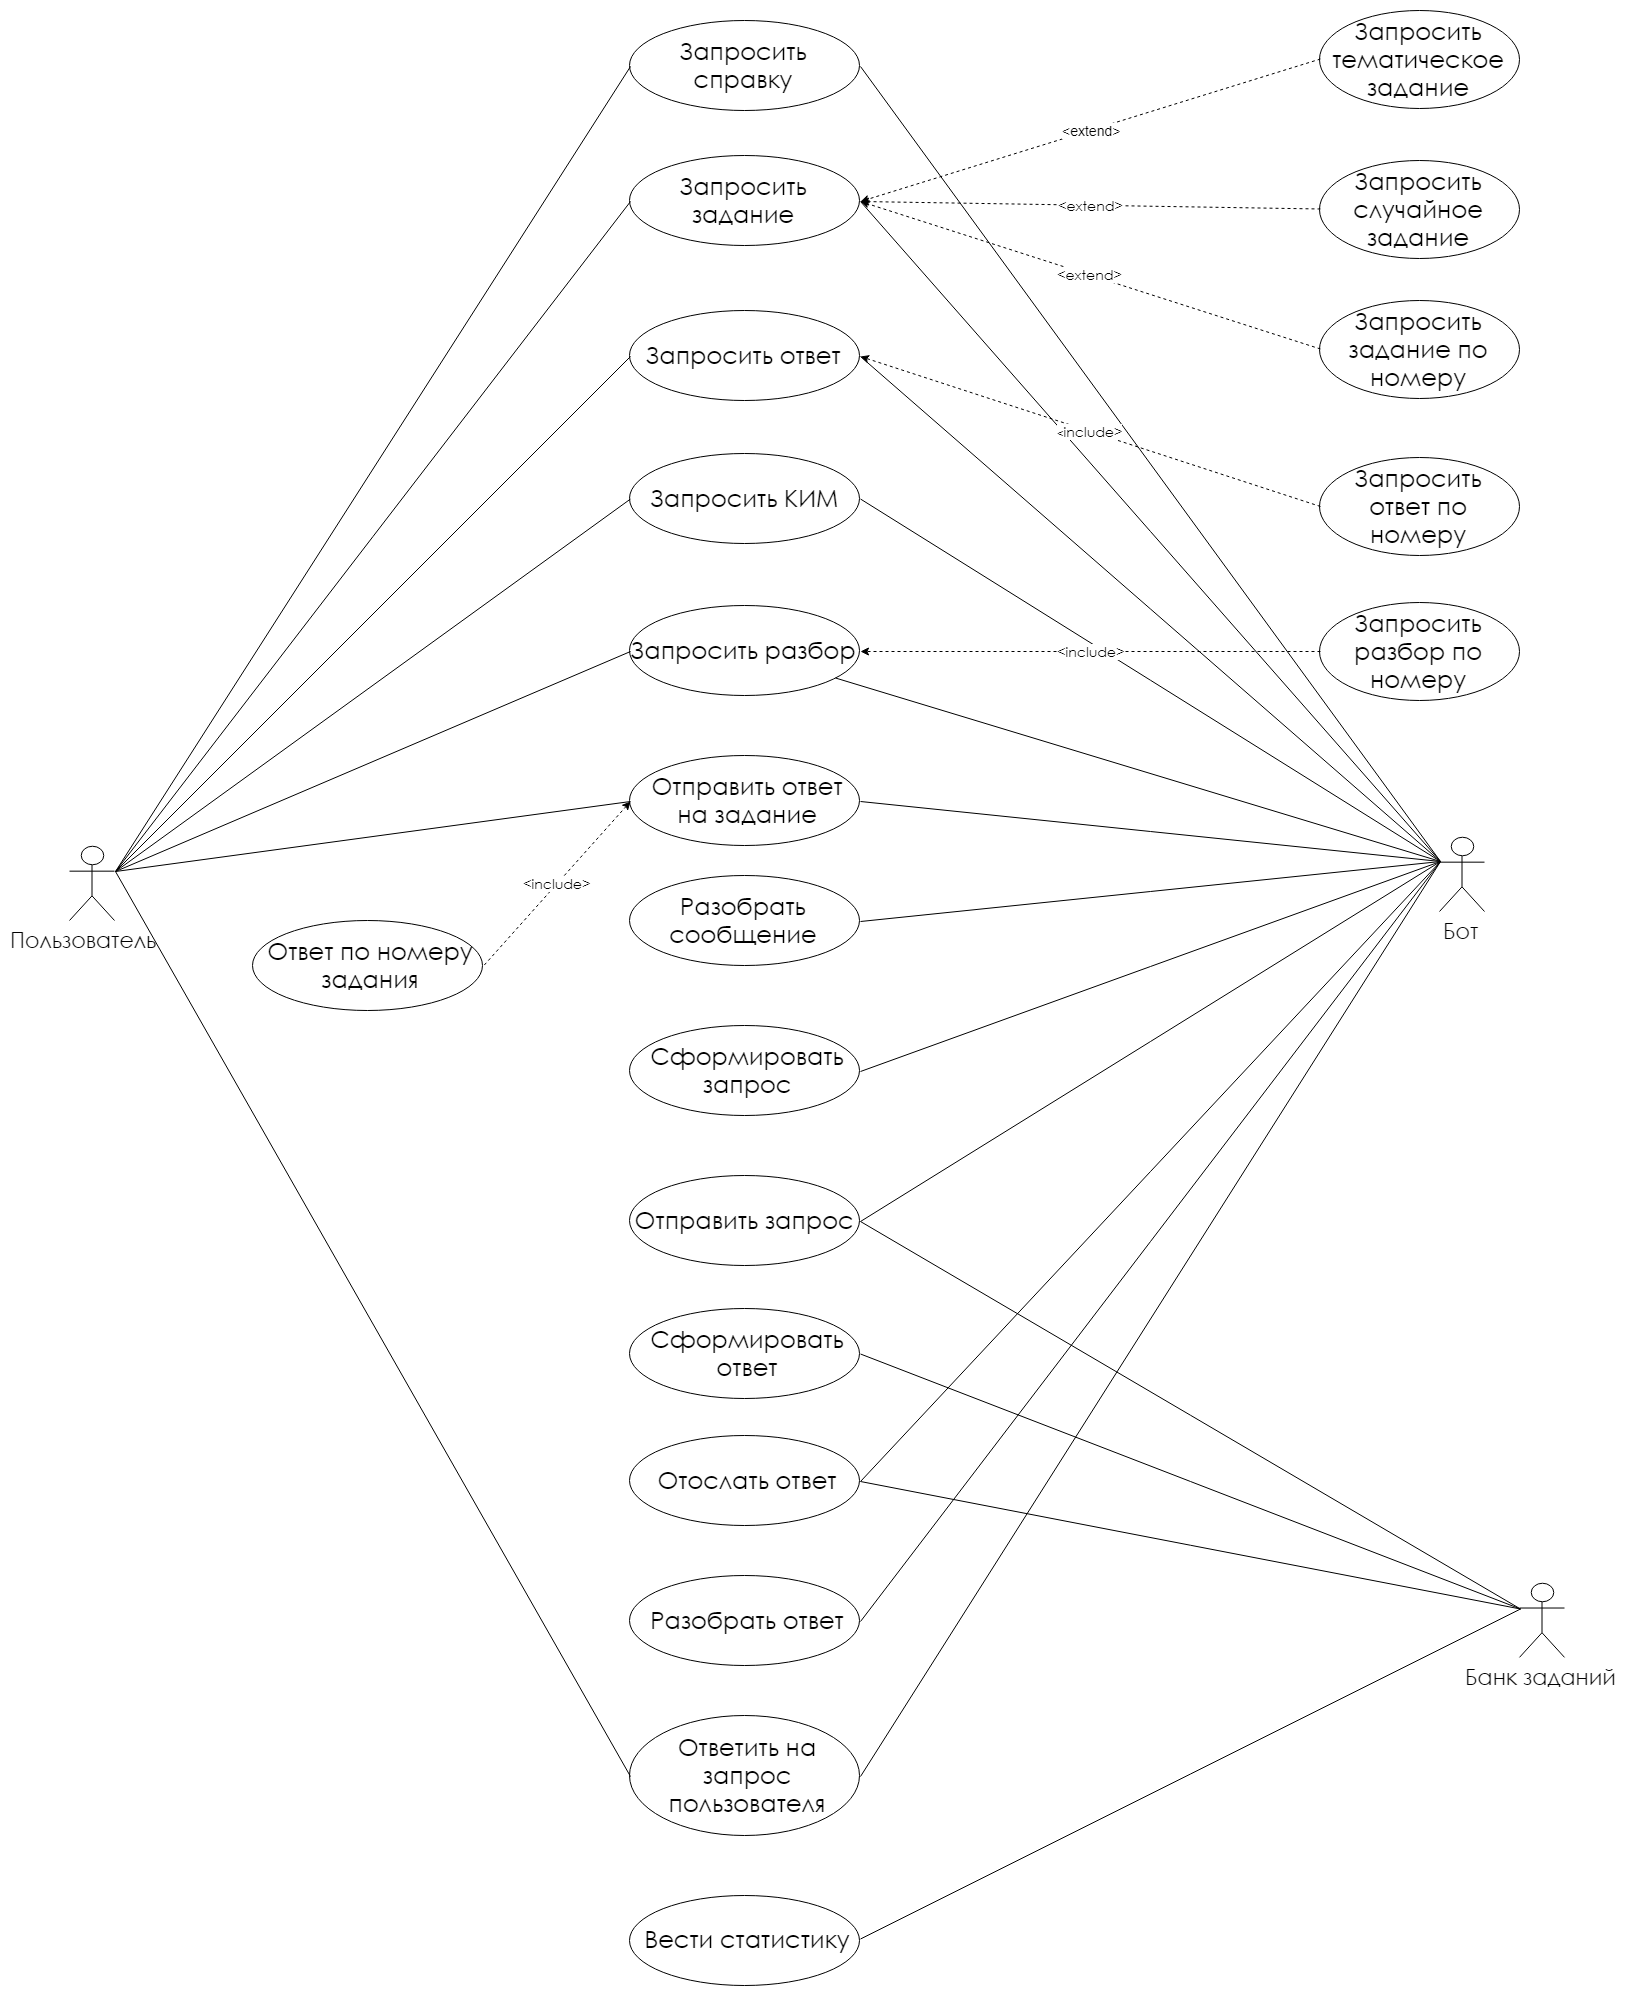 Запросить
справку
Запросить
тематическое
задание
<extend>
Запросить
задание
Запросить
случайное
задание
<extend>
<extend>
Запросить
задание по
номеру
Запросить ответ
<include>
Запросить
ответ по
номеру
Запросить КИМ
Запросить разбор
<include>
Запросить
разбор по
номеру
Отправить ответ
на задание
<include>
Пользователь
Ответ по номеру
задания
Разобрать
сообщение
Бот
Сформировать
запрос
Отправить запрос
Сформировать
ответ
Отослать ответ
Разобрать ответ
Банк заданий
Ответить на
запрос
пользователя
Вести статистику